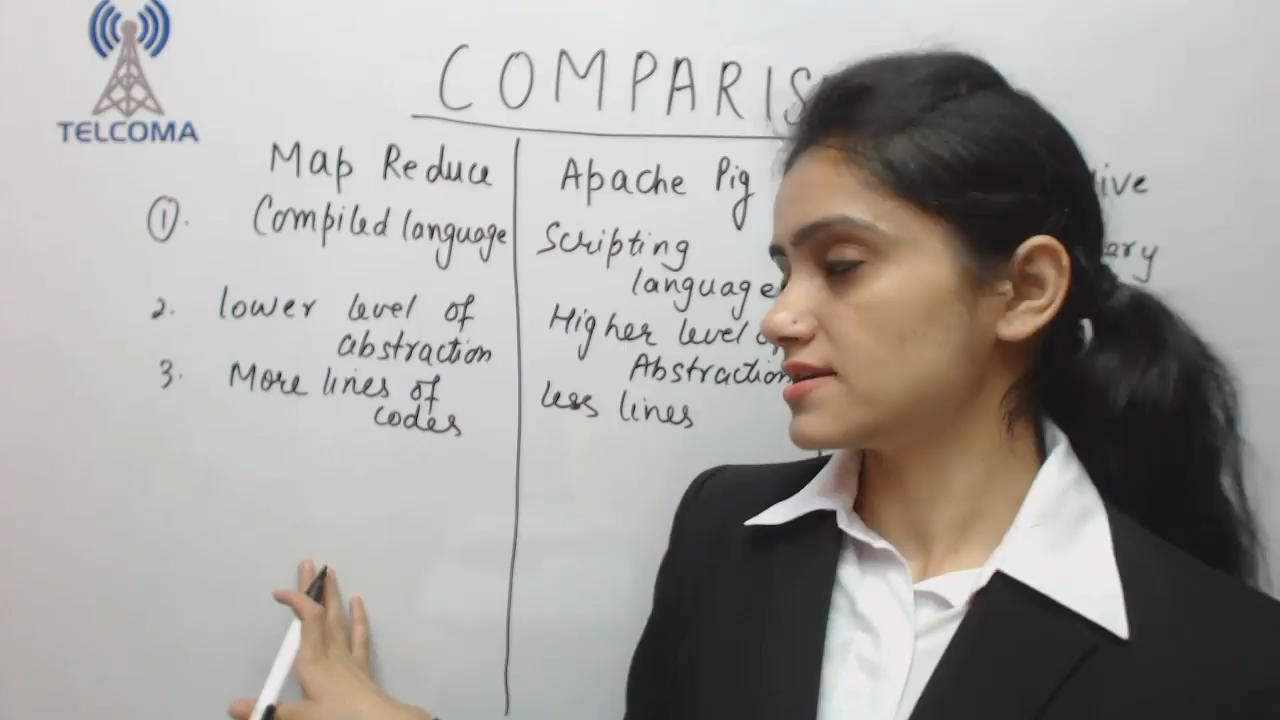 TELCOMA
COMPARIS
Map Reduce
Apache Pig
ive
1. Compiled language
Scripting
language
ery
2. lower level of
abstraction
Higher level o
Abstraction
3. More lines of
codes
less lines